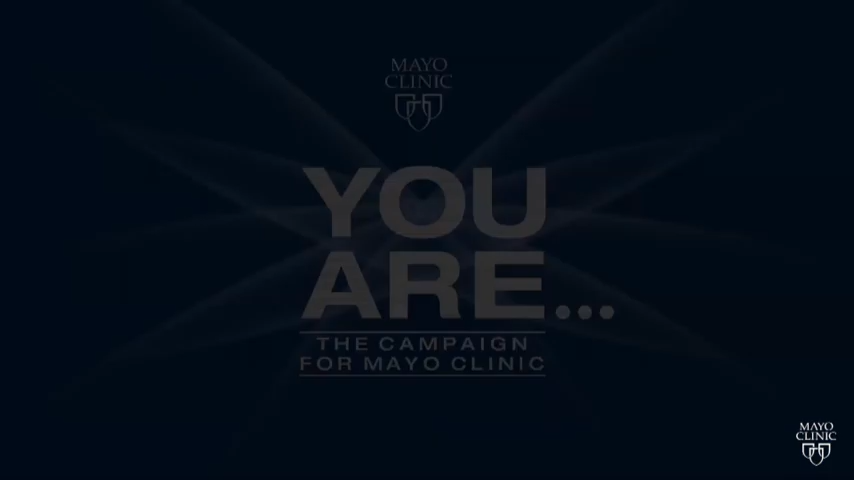 MAYO
CLINIC
YOU
ARE...
THE CAMPAIGN
FOR MAYO CLINIC
MAYO
CLINIC